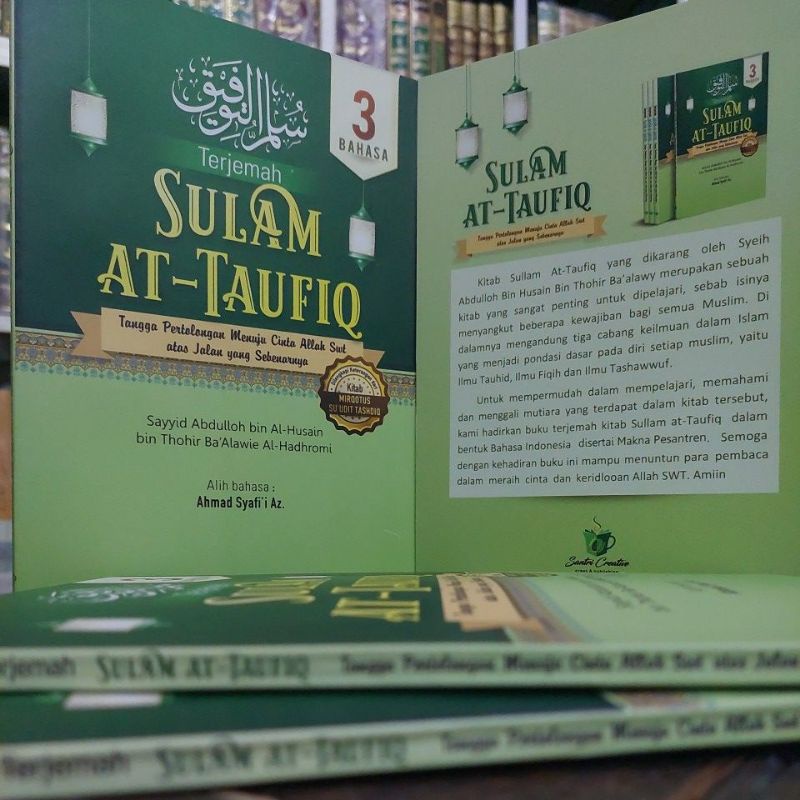 سلم التوفيق
3
BAHASA
Terjemah
SULAM
AT-TAUFIQ
Tangga Pertolongan Menuju Cinta Allah Swt
atas Jalan yang Sebenarnya
Kitab
MIRQOTUS
SU'UDIT TASHDIQ
Sayyid Abdulloh bin Al-Husain
bin Thohir Ba'Alawie Al-Hadhromi
Alih bahasa :
Ahmad Syafi'i Az.
3
SULAM
AT-TAUFIQ
SULAM
AT-TAUFIQ
Tangga Pertolongan Menuju Cinta Allah Swt
atas Jalan yang Sebenarnya
Kitab Sullam At-Taufiq yang dikarang oleh Syeih
Abdulloh Bin Husain Bin Thohir Ba'alawy merupakan sebuah
kitab yang sangat penting untuk dipelajari, sebab isinya
menyangkut beberapa kewajiban bagi semua Muslim. Di
dalamnya mengandung tiga cabang keilmuan dalam Islam
yang menjadi pondasi dasar pada diri setiap muslim, yaitu
Ilmu Tauhid, Ilmu Fiqih dan Ilmu Tashawwuf.
Untuk mempermudah dalam mempelajari, memahami
dan menggali mutiara yang terdapat dalam kitab tersebut,
kami hadirkan buku terjemah kitab Sullam at-Taufiq dalam
bentuk Bahasa Indonesia disertai Makna Pesantren. Semoga
dengan kehadiran buku ini mampu menuntun para pembaca
dalam meraih cinta dan keridlooan Allah SWT. Amiin
Santri Creative
SULAM
AT-TAUFIQ
Terjemah SULAM AT-TAUFIQ Tangga Pertolongan Menuju Cinta Allah Swt atas Jalan
Terjemah SULAM AT-TAUFIQ Tangga Pertolongan Menuju Cinta Allah Swt